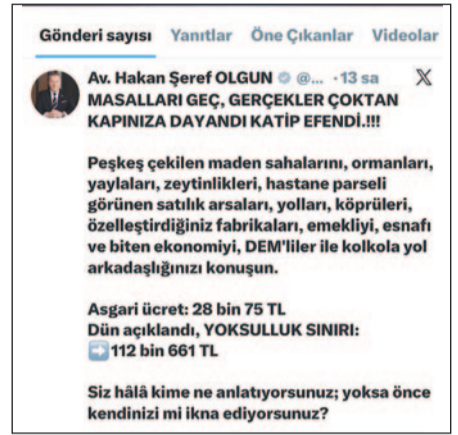 Gönderi sayısı Yanıtlar Öne Çıkanlar Videolar
Av. Hakan Şeref OLGUN @... · 13 sa
MASALLARI GEÇ, GERÇEKLER ÇOKTAN
KAPINIZA DAYANDI KATİP EFENDİ.!!!
Peşkeş çekilen maden sahalarını, ormanları,
yaylaları, zeytinlikleri, hastane parseli
görünen satılık arsaları, yolları, köprüleri,
özelleştirdiğiniz fabrikaları, emekliyi, esnafı
ve biten ekonomiyi, DEM'liler ile kolkola yol
arkadaşlığınızı konuşun.
Asgari ücret: 28 bin 75 TL
Dün açıklandı, YOKSULLUK SINIRI:
➡️112 bin 661 TL
Siz hâlâ kime ne anlatıyorsunuz; yoksa önce
kendinizi mi ikna ediyorsunuz?